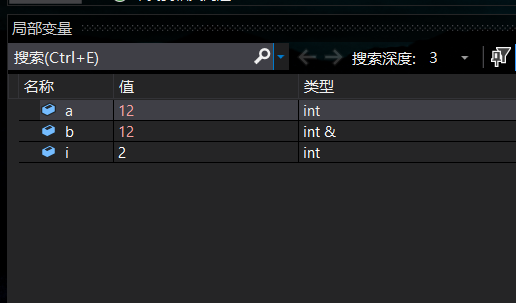 局部变量
搜索(Ctrl+E) 搜索深度: 3
名称 值 类型
a 12 int
b 12 int &
i 2 int